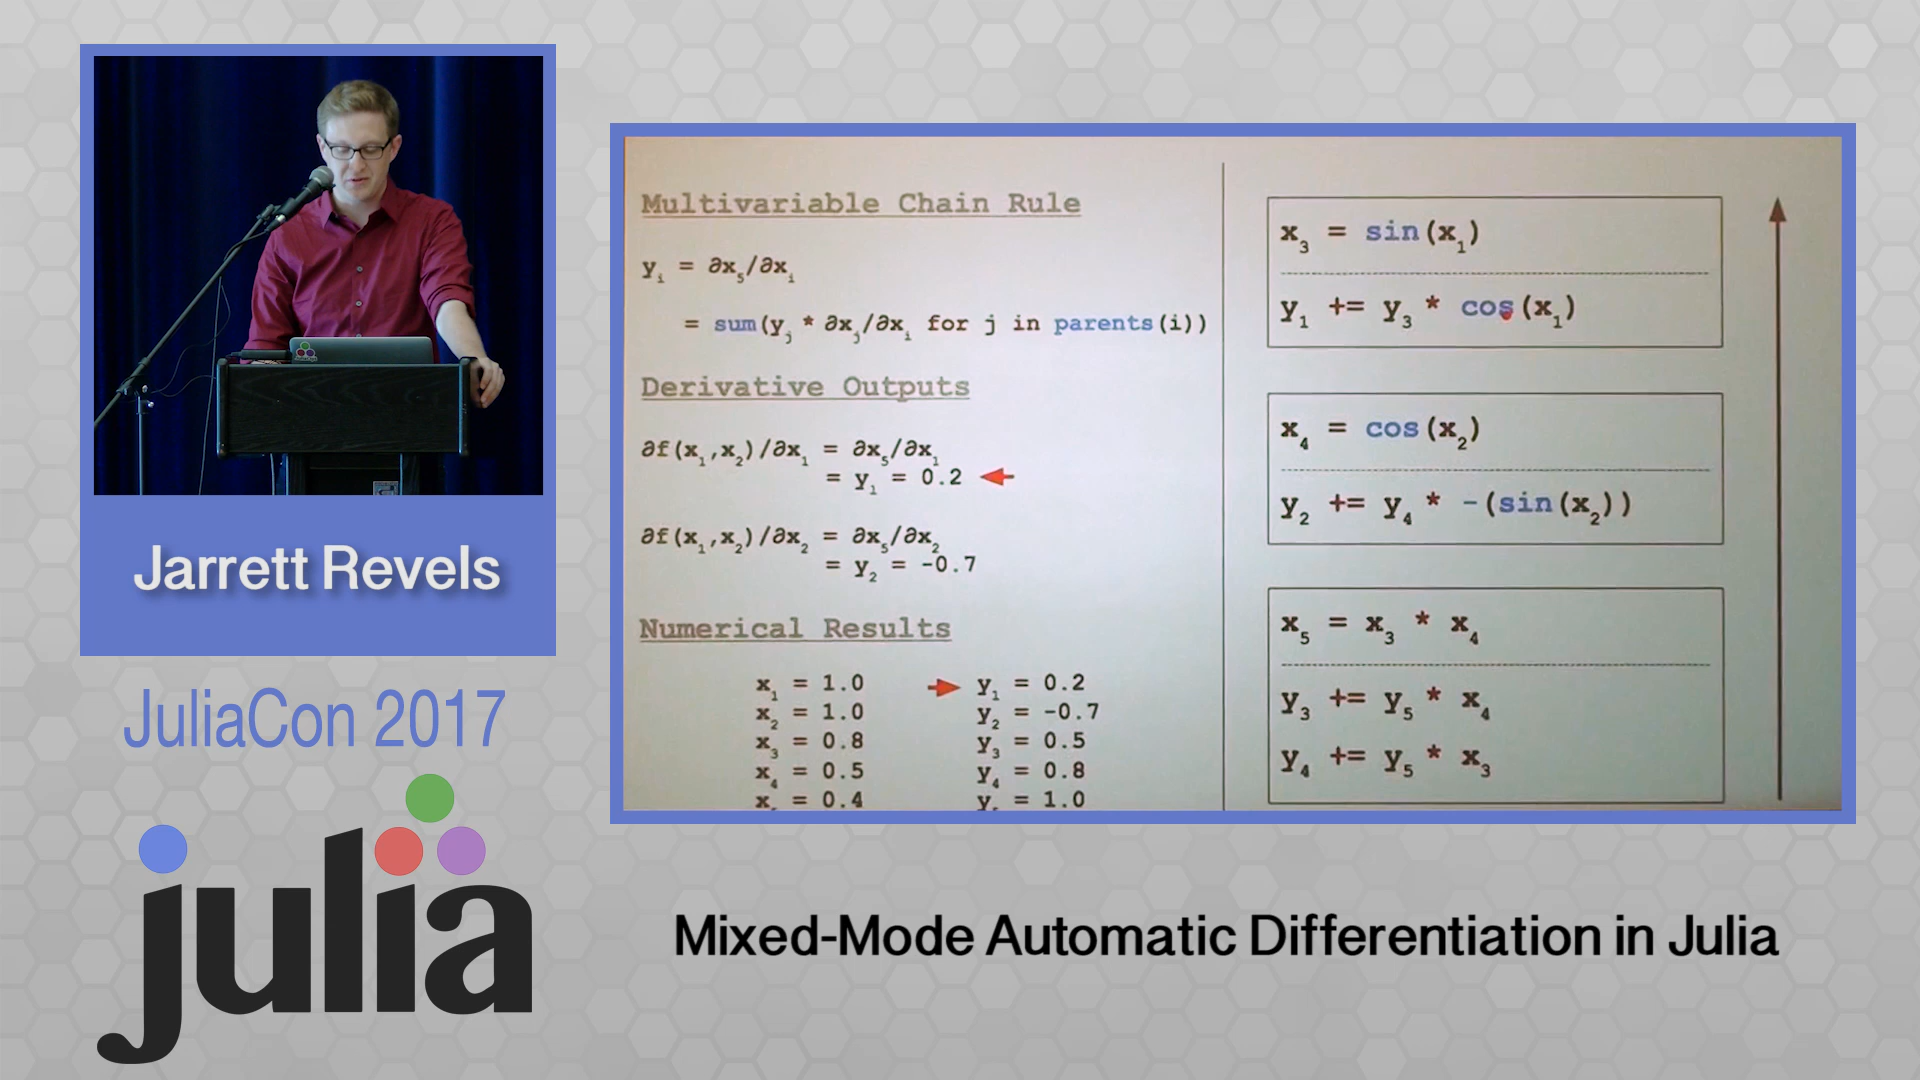 Jarrett Revels
JuliaCon 2017
julia
Multivariable Chain Rule
yᵢ = ∂x₅/∂xᵢ
= sum(yⱼ * ∂xⱼ/∂xᵢ for j in parents(i))
Derivative Outputs
∂f(x₁,x₂)/∂x₁ = ∂x₅/∂x₁
= y₁ = 0.2
∂f(x₁,x₂)/∂x₂ = ∂x₅/∂x₂
= y₂ = -0.7
Numerical Results
x₁ = 1.0 y₁ = 0.2
x₂ = 1.0 y₂ = -0.7
x₃ = 0.8 y₃ = 0.5
x₄ = 0.5 y₄ = 0.8
x = 0.4 y = 1.0
x₃ = sin(x₁)
y₁ += y₃ * cos(x₁)
x₄ = cos(x₂)
y₂ += y₄ * -(sin(x₂))
x₅ = x₃ * x₄
y₃ += y₅ * x₄
y₄ += y₅ * x₃
Mixed-Mode Automatic Differentiation in Julia